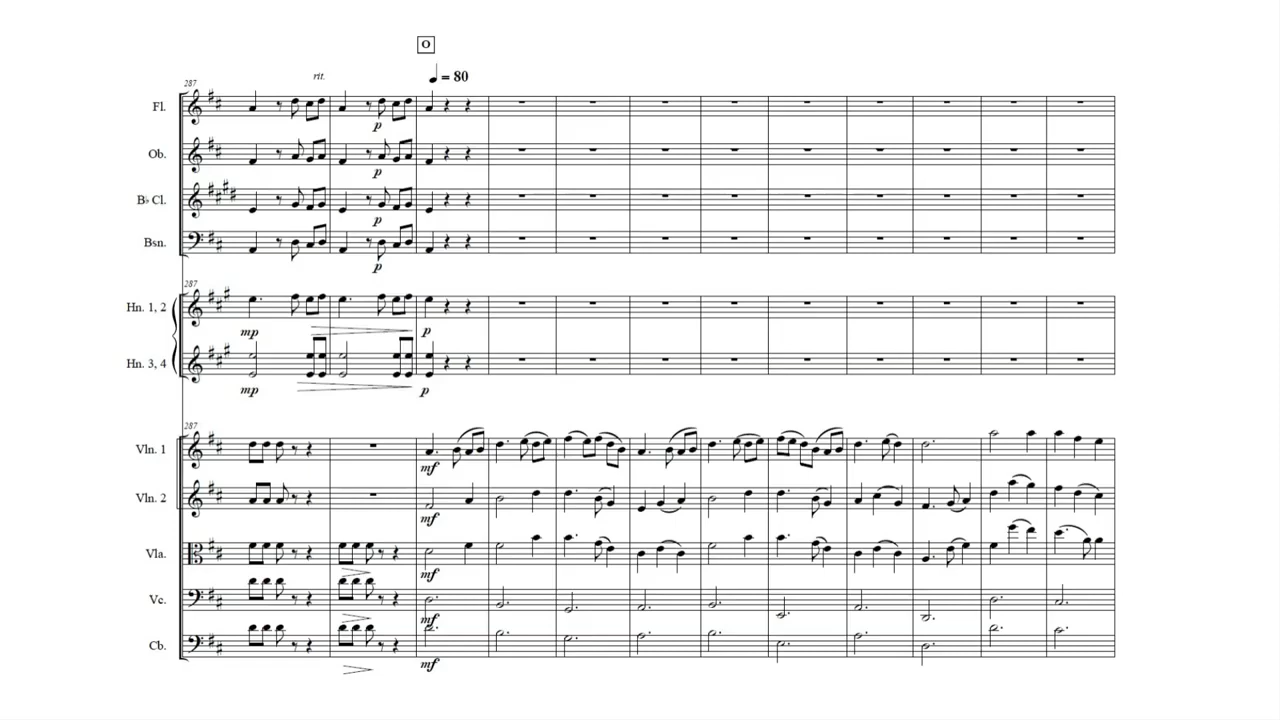 O
rit.
= 80
287
Fl.
p
Ob.
p
B♭ Cl.
p
Bsn.
p
287
Hn. 1, 2
mp p
Hn. 3, 4
mp p
287
Vln. 1
mf
Vln. 2
mf
Vla.
mf
Vc.
mf
Cb.
mf